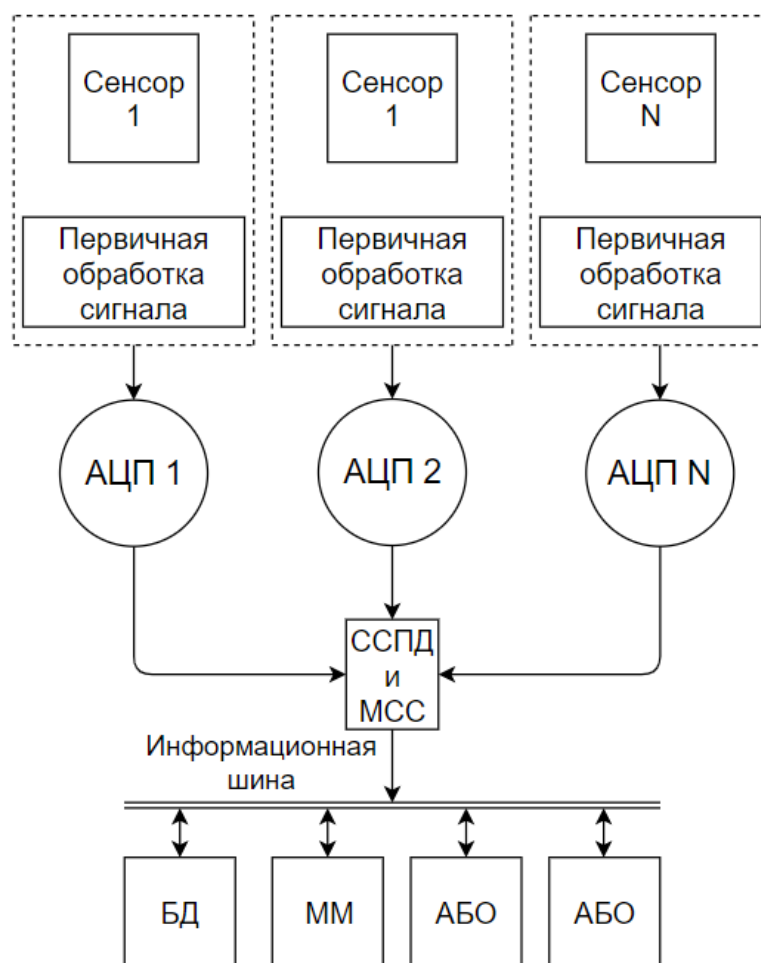 Сенсор
1
Сенсор
1
Сенсор
N
Первичная
обработка
сигнала
Первичная
обработка
сигнала
Первичная
обработка
сигнала
АЦП 1
АЦП 2
АЦП N
ССПД
и
МСС
Информационная
шина
БД
ММ
АБО
АБО